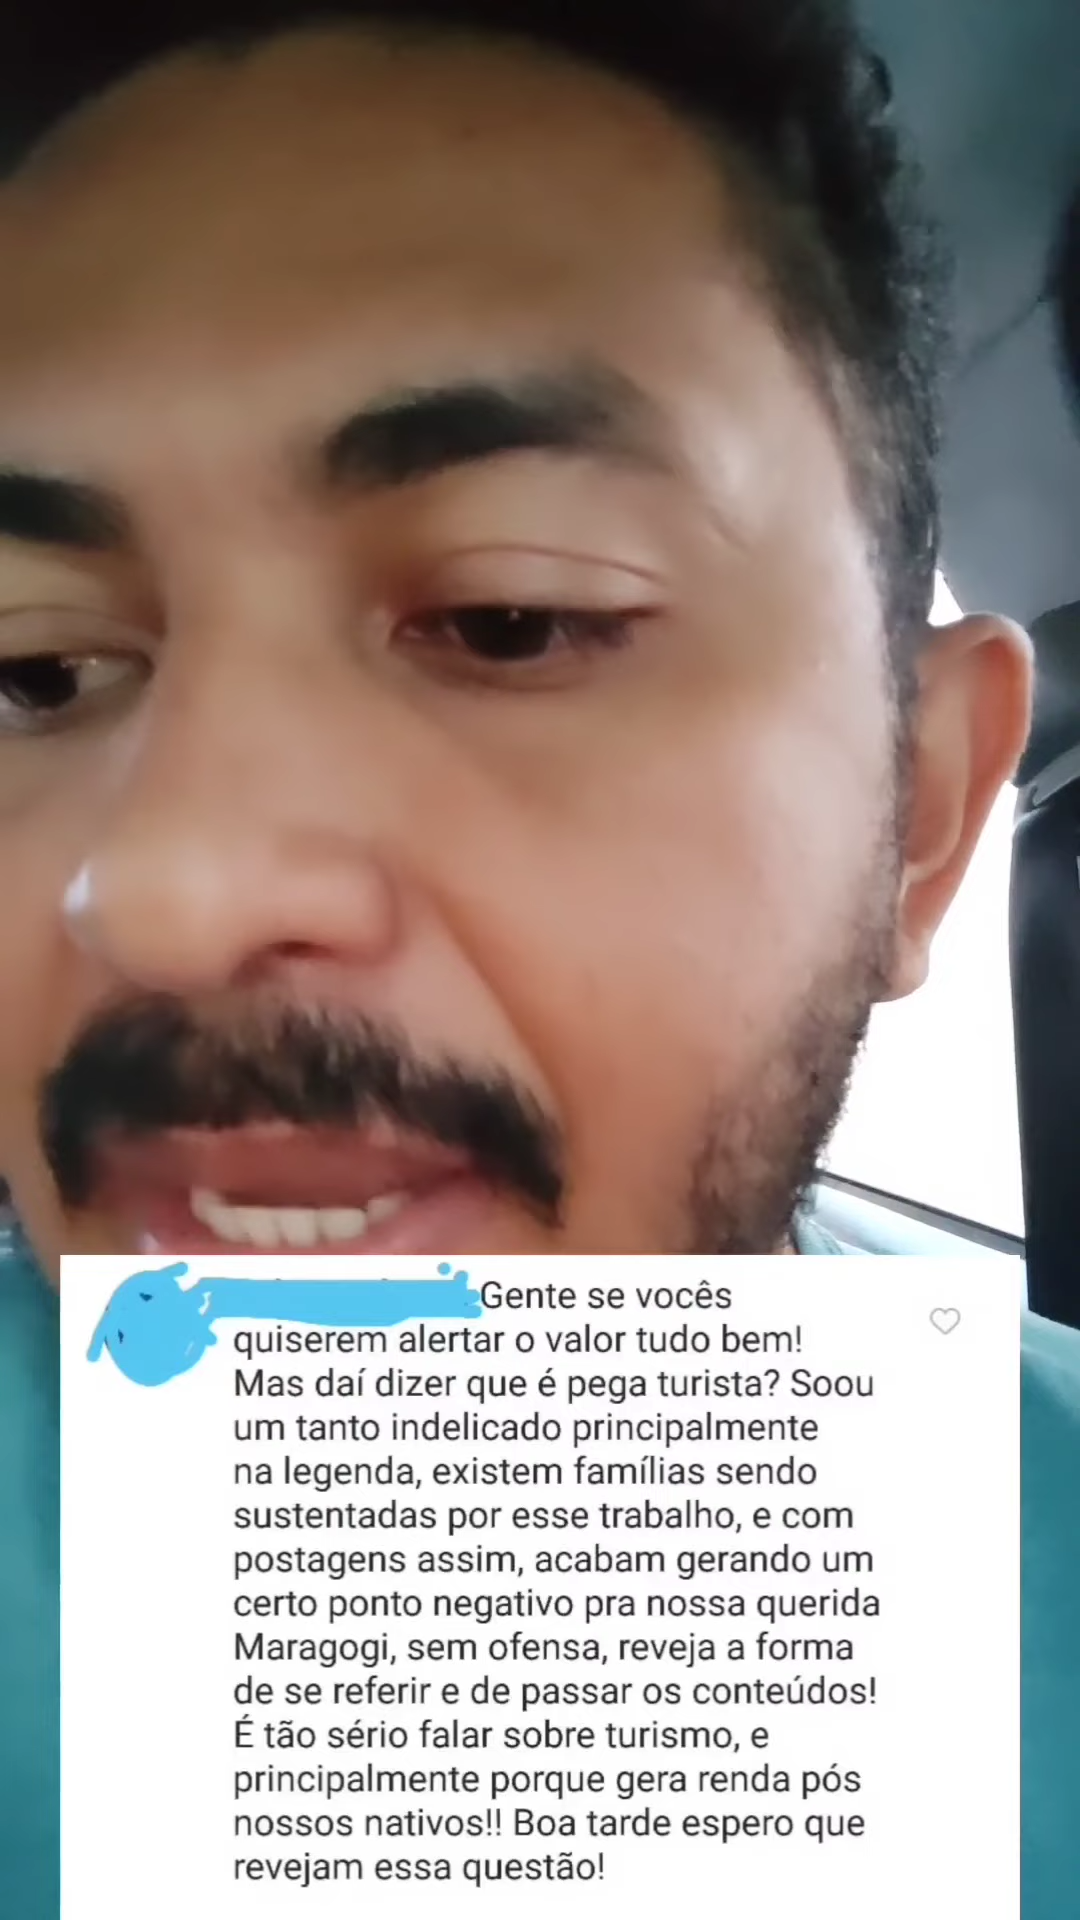 Gente se vocês
quiserem alertar o valor tudo bem!
Mas daí dizer que é pega turista? Soou
um tanto indelicado principalmente
na legenda, existem famílias sendo
sustentadas por esse trabalho, e com
postagens assim, acabam gerando um
certo ponto negativo pra nossa querida
Maragogi, sem ofensa, reveja a forma
de se referir e de passar os conteúdos!
É tão sério falar sobre turismo, e
principalmente porque gera renda pós
nossos nativos!! Boa tarde espero que
revejam essa questão!